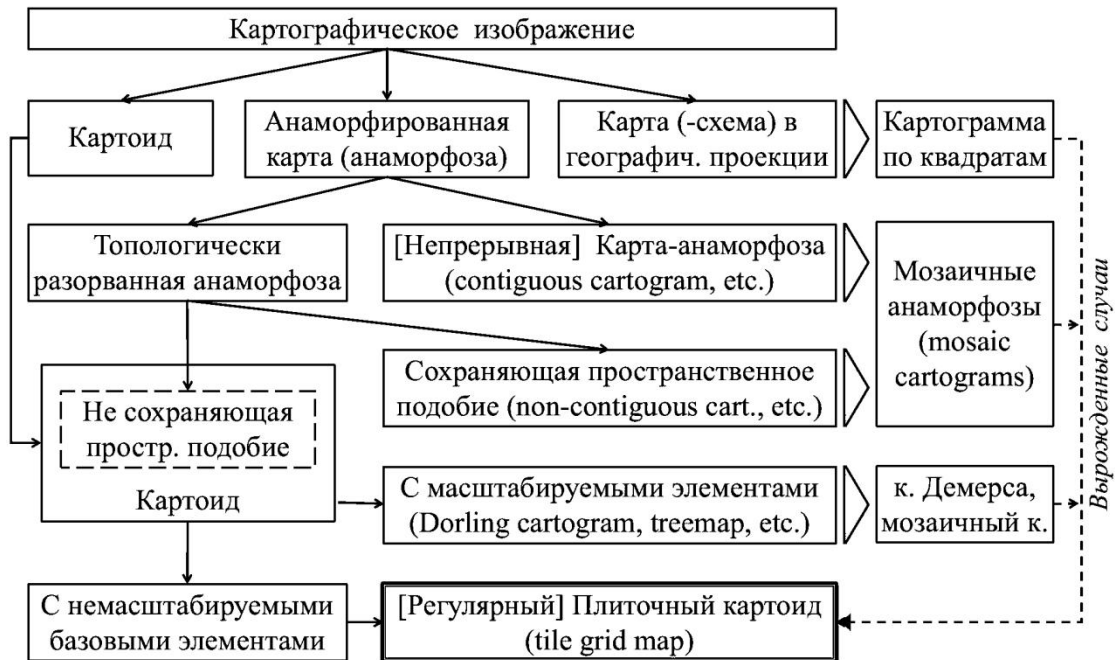 Картографическое изображение
Картоид
Анаморфированная
карта (анаморфоза)
Карта (-схема) в
географич. проекции
Картограмма
по квадратам
Топологически
разорванная анаморфоза
[Непрерывная] Карта-анаморфоза
(contiguous cartogram, etc.)
Мозаичные
анаморфозы
(mosaic
cartograms)
Сохраняющая пространственное
подобие (non-contiguous cart., etc.)
Не сохраняющая
простр. подобие
Картоид
С масштабируемыми элементами
(Dorling cartogram, treemap, etc.)
к. Демерса,
мозаичный к.
С немасштабируемыми
базовыми элементами
[Регулярный] Плиточный картоид
(tile grid map)
Вырожденные случаи